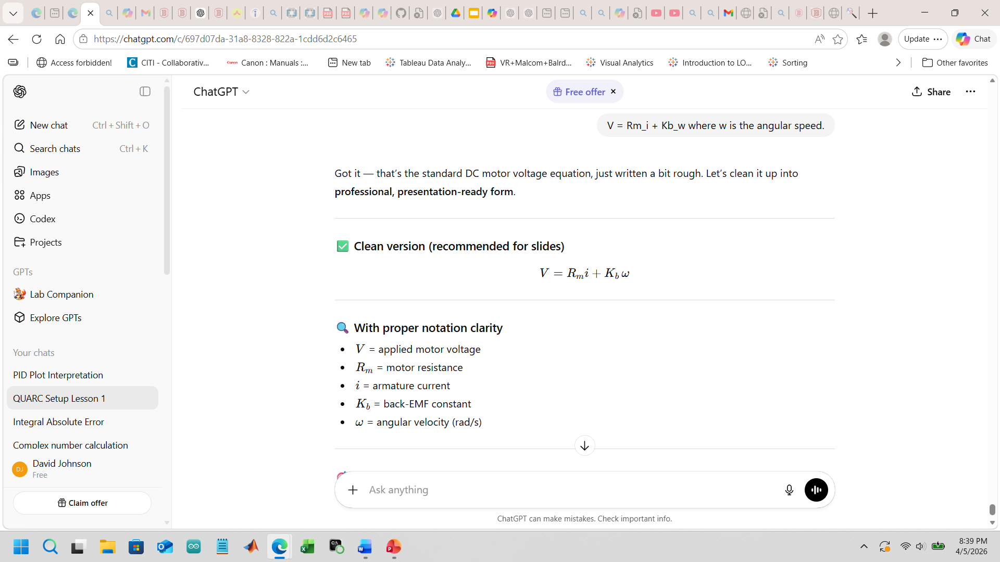 https://chatgpt.com/c/697d07da-31a8-8328-822a-1cdd6d2c6465
Update
Chat
Access forbidden!
CITI - Collaborativ...
Canon : Manuals :...
New tab
Tableau Data Analy...
VR+Malcom+Balrd...
Visual Analytics
Introduction to LO...
Sorting
Other favorites
ChatGPT
Free offer
Share
New chat Ctrl + Shift + O
Search chats Ctrl + K
Images
Apps
Codex
Projects
GPTs
Lab Companion
Explore GPTs
Your chats
PID Plot Interpretation
QUARC Setup Lesson 1
Integral Absolute Error
Complex number calculation
DJ
David Johnson
Free
Claim offer
V = Rm_i + Kb_w where w is the angular speed.
Got it — that's the standard DC motor voltage equation, just written a bit rough. Let's clean it up into
professional, presentation-ready form.
Clean version (recommended for slides)
V = Rₘi + K_b ω
With proper notation clarity
• V = applied motor voltage
• Rₘ = motor resistance
• i = armature current
• K_b = back-EMF constant
• ω = angular velocity (rad/s)
Ask anything
ChatGPT can make mistakes. Check important info.
8:39 PM
4/5/2026